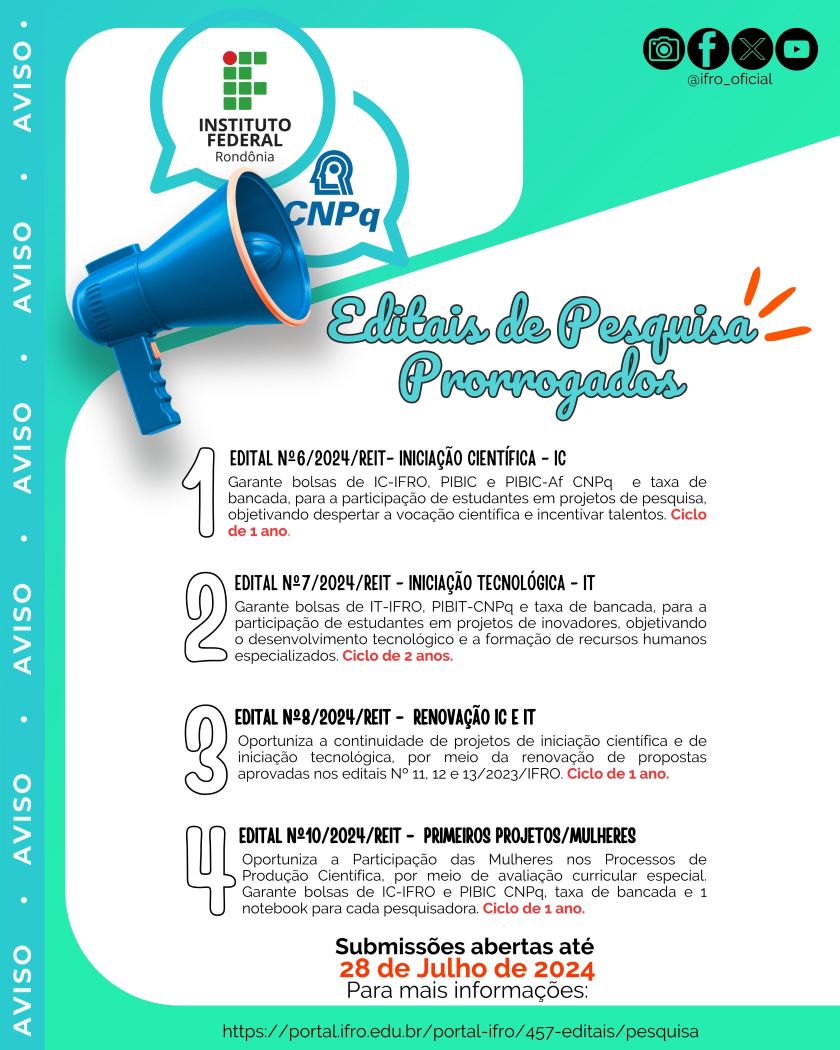 INSTITUTO
FEDERAL
Rondônia
CNPq
@ifro_oficial
AVISO • AVISO • AVISO • AVISO • AVISO • AVISO •
Editais de Pesquisa
Prorrogados
1
EDITAL Nº6/2024/REIT- INICIAÇÃO CIENTÍFICA - IC
Garante bolsas de IC-IFRO, PIBIC e PIBIC-Af CNPq e taxa de
bancada, para a participação de estudantes em projetos de pesquisa,
objetivando despertar a vocação científica e incentivar talentos. Ciclo
de 1 ano.
2
EDITAL Nº7/2024/REIT - INICIAÇÃO TECNOLÓGICA - IT
Garante bolsas de IT-IFRO, PIBIT-CNPq e taxa de bancada, para a
participação de estudantes em projetos de inovadores, objetivando
o desenvolvimento tecnológico e a formação de recursos humanos
especializados. Ciclo de 2 anos.
3
EDITAL Nº8/2024/REIT - RENOVAÇÃO IC E IT
Oportuniza a continuidade de projetos de iniciação científica e de
iniciação tecnológica, por meio da renovação de propostas
aprovadas nos editais Nº 11, 12 e 13/2023/IFRO. Ciclo de 1 ano.
4
EDITAL Nº10/2024/REIT - PRIMEIROS PROJETOS/MULHERES
Oportuniza a Participação das Mulheres nos Processos de
Produção Científica, por meio de avaliação curricular especial.
Garante bolsas de IC-IFRO e PIBIC CNPq, taxa de bancada e 1
notebook para cada pesquisadora. Ciclo de 1 ano.
Submissões abertas até
28 de Julho de 2024
Para mais informações:
https://portal.ifro.edu.br/portal-ifro/457-editais/pesquisa